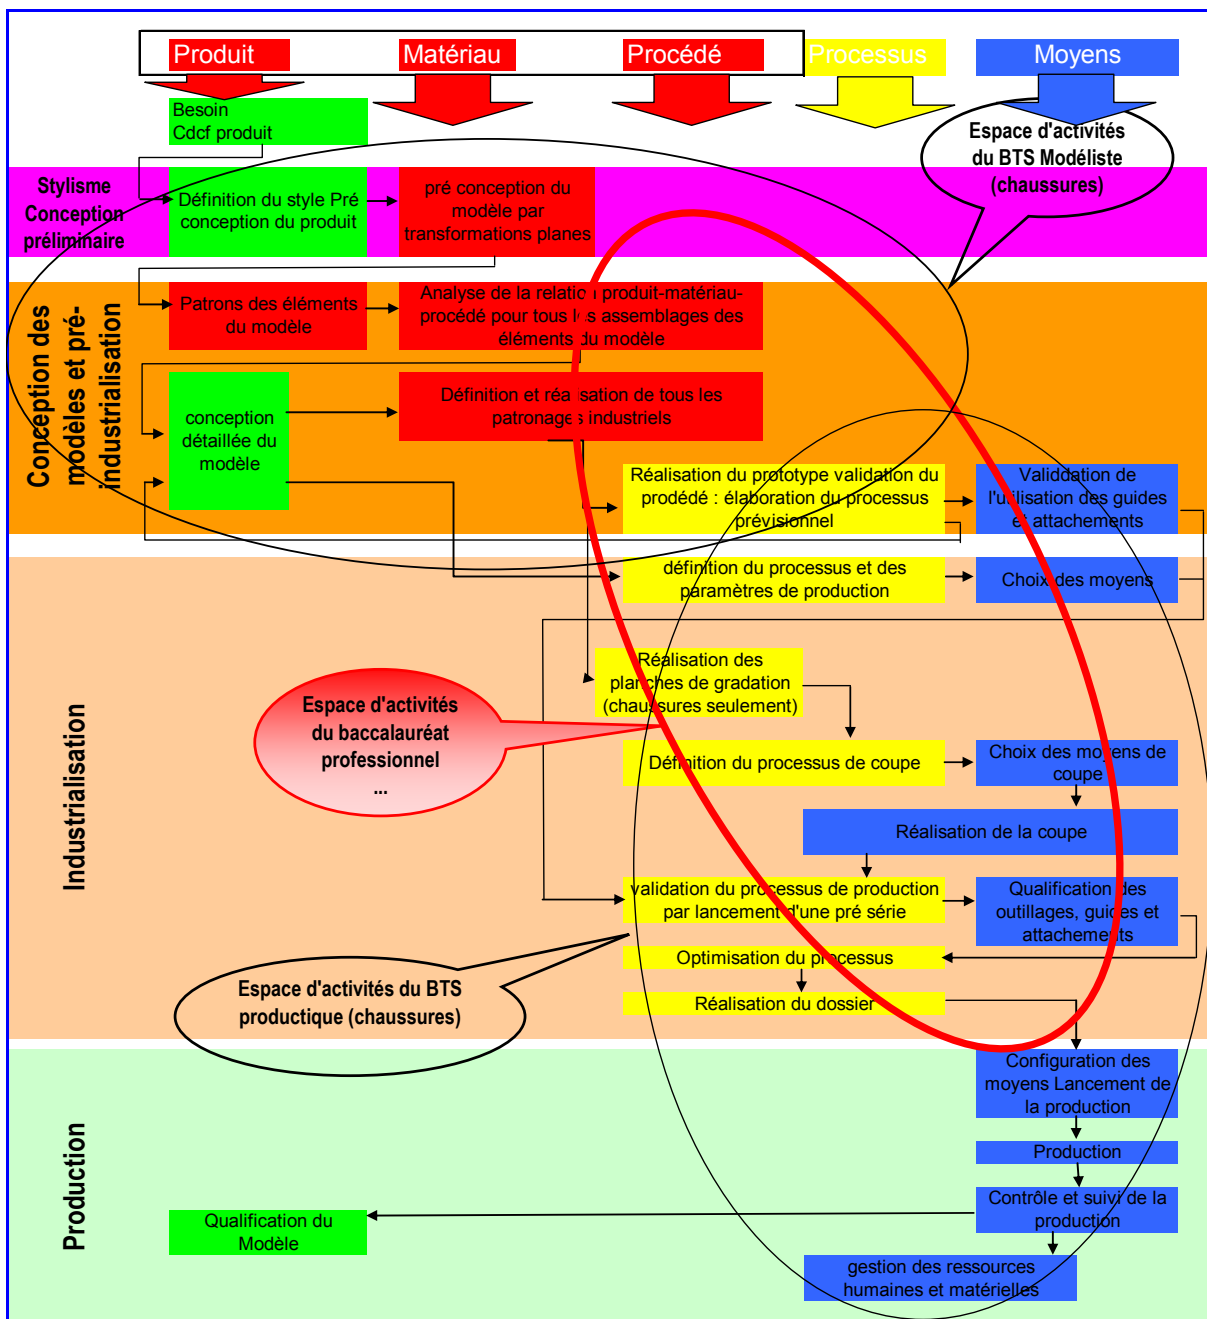 Produit
Matériau
Procédé
Processus
Moyens
Besoin
Cdcf produit
Espace d'activités
du BTS Modéliste
(chaussures)
Stylisme
Conception
préliminaire
Définition du style Pré
conception du produit
pré conception du
modèle par
transformations planes
Conception des
modèles et pré-
industrialisation
Patrons des éléments
du modèle
Analyse de la relation produit-matériau-
procédé pour tous les assemblages des
éléments du modèle
conception
détaillée du
modèle
Définition et réalisation de tous les
patronages industriels
Réalisation du prototype validation du
prodédé : élaboration du processus
prévisionnel
Validdation de
l'utilisation des guides
et attachements
Industrialisation
définition du processus et des
paramètres de production
Choix des moyens
Réalisation des
planches de gradation
(chaussures seulement)
Espace d'activités
du baccalauréat
professionnel
...
Définition du processus de coupe
Choix des moyens de
coupe
Réalisation de la coupe
validation du processus de production
par lancement d'une pré série
Qualification des
outillages, guides et
attachements
Optimisation du processus
Espace d'activités du BTS
productique (chaussures)
Réalisation du dossier
Production
Configuration des
moyens Lancement de
la production
Production
Contrôle et suivi de la
production
Qualification du
Modèle
gestion des ressources
humaines et matérielles